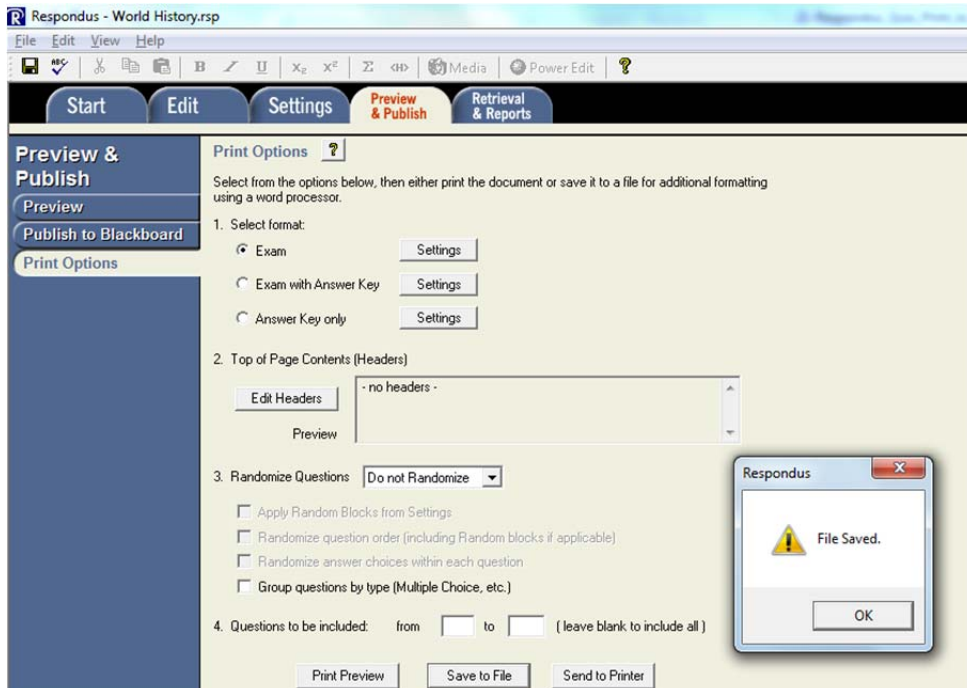 Respondus - World History.rsp
File Edit View Help
ABC B I U X₂ X² Σ <H> Media Power Edit ?
Start Edit Settings Preview & Publish Retrieval & Reports
Preview & Publish
Preview
Publish to Blackboard
Print Options
Print Options ?
Select from the options below, then either print the document or save it to a file for additional formatting
using a word processor.
1. Select format:
Exam Settings
Exam with Answer Key Settings
Answer Key only Settings
2. Top of Page Contents (Headers)
Edit Headers
- no headers -
Preview
3. Randomize Questions Do not Randomize
Apply Random Blocks from Settings
Randomize question order (including Random blocks if applicable)
Randomize answer choices within each question
Group questions by type (Multiple Choice, etc.)
4. Questions to be included: from to ( leave blank to include all )
Print Preview Save to File Send to Printer
Respondus
File Saved.
OK